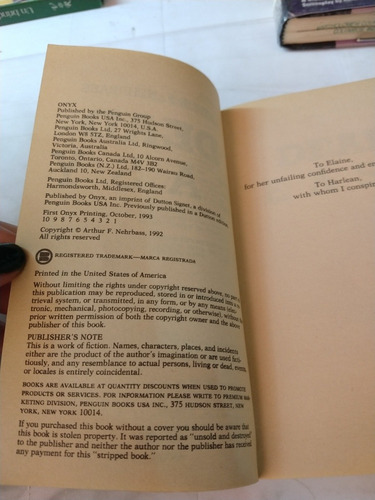 ONYX
Published by the Penguin Group
Penguin Books USA Inc., 375 Hudson Street,
New York, New York 10014, U.S.A.
Penguin Books Ltd, 27 Wrights Lane,
London W8 5TZ, England
Penguin Books Australia Ltd, Ringwood,
Victoria, Australia
Penguin Books Canada Ltd, 10 Alcorn Avenue,
Toronto, Ontario, Canada M4V 3B2
Penguin Books (N.Z.) Ltd, 182-190 Wairau Road,
Auckland 10, New Zealand
Penguin Books Ltd, Registered Offices:
Harmondsworth, Middlesex, England
Published by Onyx, an imprint of Dutton Signet, a division of
Penguin Books USA Inc. Previously published in a Dutton edition.
First Onyx Printing, October, 1993
10 9 8 7 6 5 4 3 2 1
Copyright © Arthur F. Nehrbass, 1992
All rights reserved
REGISTERED TRADEMARK—MARCA REGISTRADA
Printed in the United States of America
Without limiting the rights under copyright reserved above, no part of
this publication may be reproduced, stored in or introduced into a re-
trieval system, or transmitted, in any form, or by any means (elec-
tronic, mechanical, photocopying, recording, or otherwise), without the
prior written permission of both the copyright owner and the above
publisher of this book.
PUBLISHER'S NOTE
This is a work of fiction. Names, characters, places, and incidents
either are the product of the author's imagination or are used ficti-
tiously, and any resemblance to actual persons, living or dead, events,
or locales is entirely coincidental.
BOOKS ARE AVAILABLE AT QUANTITY DISCOUNTS WHEN USED TO PROMOTE
PRODUCTS OR SERVICES. FOR INFORMATION PLEASE WRITE TO PREMIUM MAR-
KETING DIVISION, PENGUIN BOOKS USA INC., 375 HUDSON STREET, NEW
YORK, NEW YORK 10014.
If you purchased this book without a cover you should be aware that
this book is stolen property. It was reported as "unsold and destroyed"
to the publisher and neither the author nor the publisher has received
any payment for this "stripped book."
To Elaine,
for her unfailing confidence and
To Harlean,
with whom I